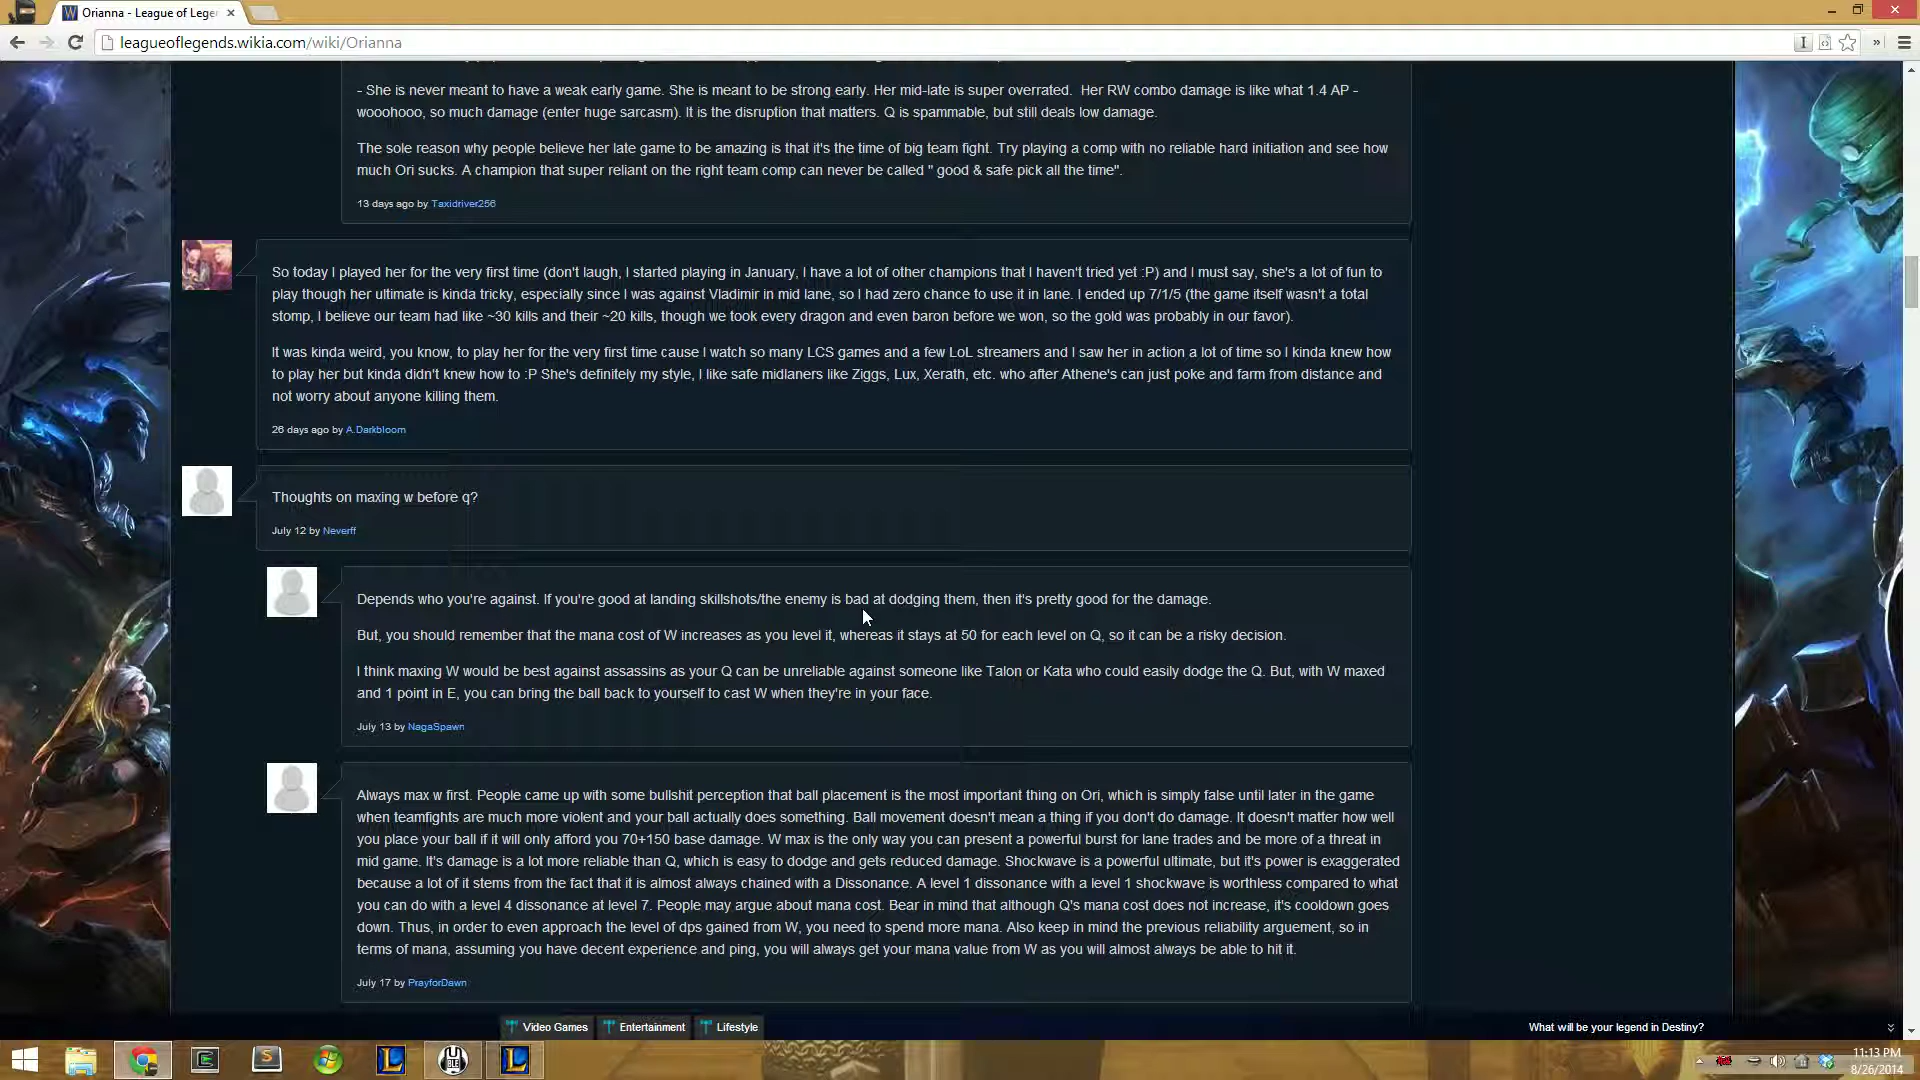 Orianna - League of Lege
leagueoflegends.wikia.com/wiki/Orianna
- She is never meant to have a weak early game. She is meant to be strong early. Her mid-late is super overrated.  Her RW combo damage is like what 1.4 AP -
wooohooo, so much damage (enter huge sarcasm). It is the disruption that matters. Q is spammable, but still deals low damage.
The sole reason why people believe her late game to be amazing is that it's the time of big team fight. Try playing a comp with no reliable hard initiation and see how
much Ori sucks. A champion that super reliant on the right team comp can never be called " good & safe pick all the time".
13 days ago by Taxidriver256
So today I played her for the very first time (don't laugh, I started playing in January, I have a lot of other champions that I haven't tried yet :P) and I must say, she's a lot of fun to
play though her ultimate is kinda tricky, especially since I was against Vladimir in mid lane, so I had zero chance to use it in lane. I ended up 7/1/5 (the game itself wasn't a total
stomp, I believe our team had like ~30 kills and their ~20 kills, though we took every dragon and even baron before we won, so the gold was probably in our favor).
It was kinda weird, you know, to play her for the very first time cause I watch so many LCS games and a few LoL streamers and I saw her in action a lot of time so I kinda knew how
to play her but kinda didn't knew how to :P She's definitely my style, I like safe midlaners like Ziggs, Lux, Xerath, etc. who after Athene's can just poke and farm from distance and
not worry about anyone killing them.
26 days ago by A.Darkbloom
Thoughts on maxing w before q?
July 12 by Neverff
Depends who you're against. If you're good at landing skillshots/the enemy is bad at dodging them, then it's pretty good for the damage.
But, you should remember that the mana cost of W increases as you level it, whereas it stays at 50 for each level on Q, so it can be a risky decision.
I think maxing W would be best against assassins as your Q can be unreliable against someone like Talon or Kata who could easily dodge the Q. But, with W maxed
and 1 point in E, you can bring the ball back to yourself to cast W when they're in your face.
July 13 by NagaSpawn
Always max w first. People came up with some bullshit perception that ball placement is the most important thing on Ori, which is simply false until later in the game
when teamfights are much more violent and your ball actually does something. Ball movement doesn't mean a thing if you don't do damage. It doesn't matter how well
you place your ball if it will only afford you 70+150 base damage. W max is the only way you can present a powerful burst for lane trades and be more of a threat in
mid game. It's damage is a lot more reliable than Q, which is easy to dodge and gets reduced damage. Shockwave is a powerful ultimate, but it's power is exaggerated
because a lot of it stems from the fact that it is almost always chained with a Dissonance. A level 1 dissonance with a level 1 shockwave is worthless compared to what
you can do with a level 4 dissonance at level 7. People may argue about mana cost. Bear in mind that although Q's mana cost does not increase, it's cooldown goes
down. Thus, in order to even approach the level of dps gained from W, you need to spend more mana. Also keep in mind the previous reliability arguement, so in
terms of mana, assuming you have decent experience and ping, you will always get your mana value from W as you will almost always be able to hit it.
July 17 by PrayforDawn
Video Games Entertainment Lifestyle What will be your legend in Destiny?
11:13 PM
8/26/2014